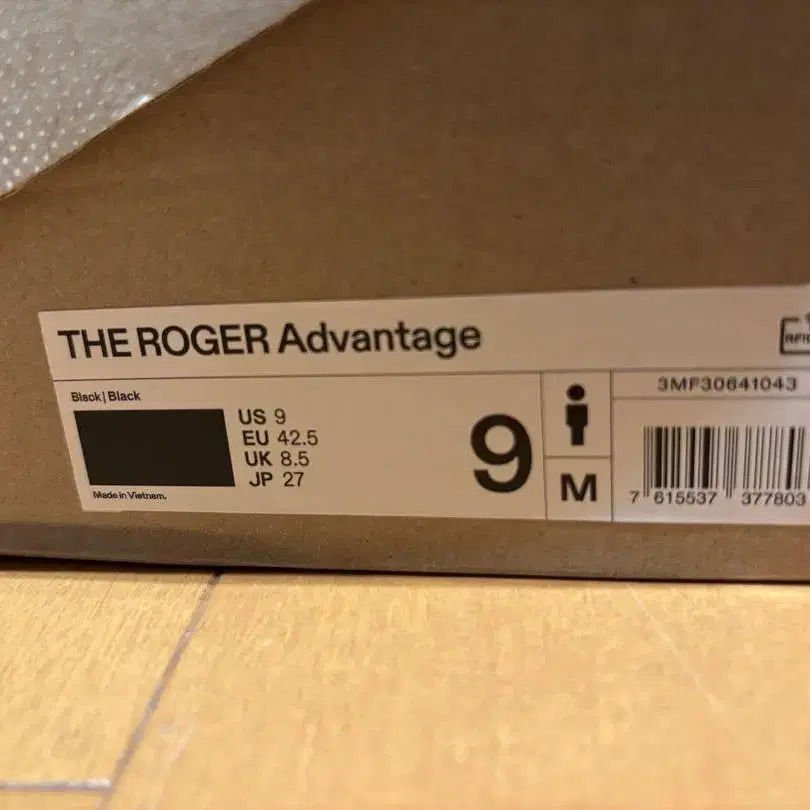 THE ROGER Advantage
RFID
Black|Black
US 9
EU 42.5
UK 8.5
JP 27
Made in Vietnam.
9
M
3MF30641043
7 615537 377803